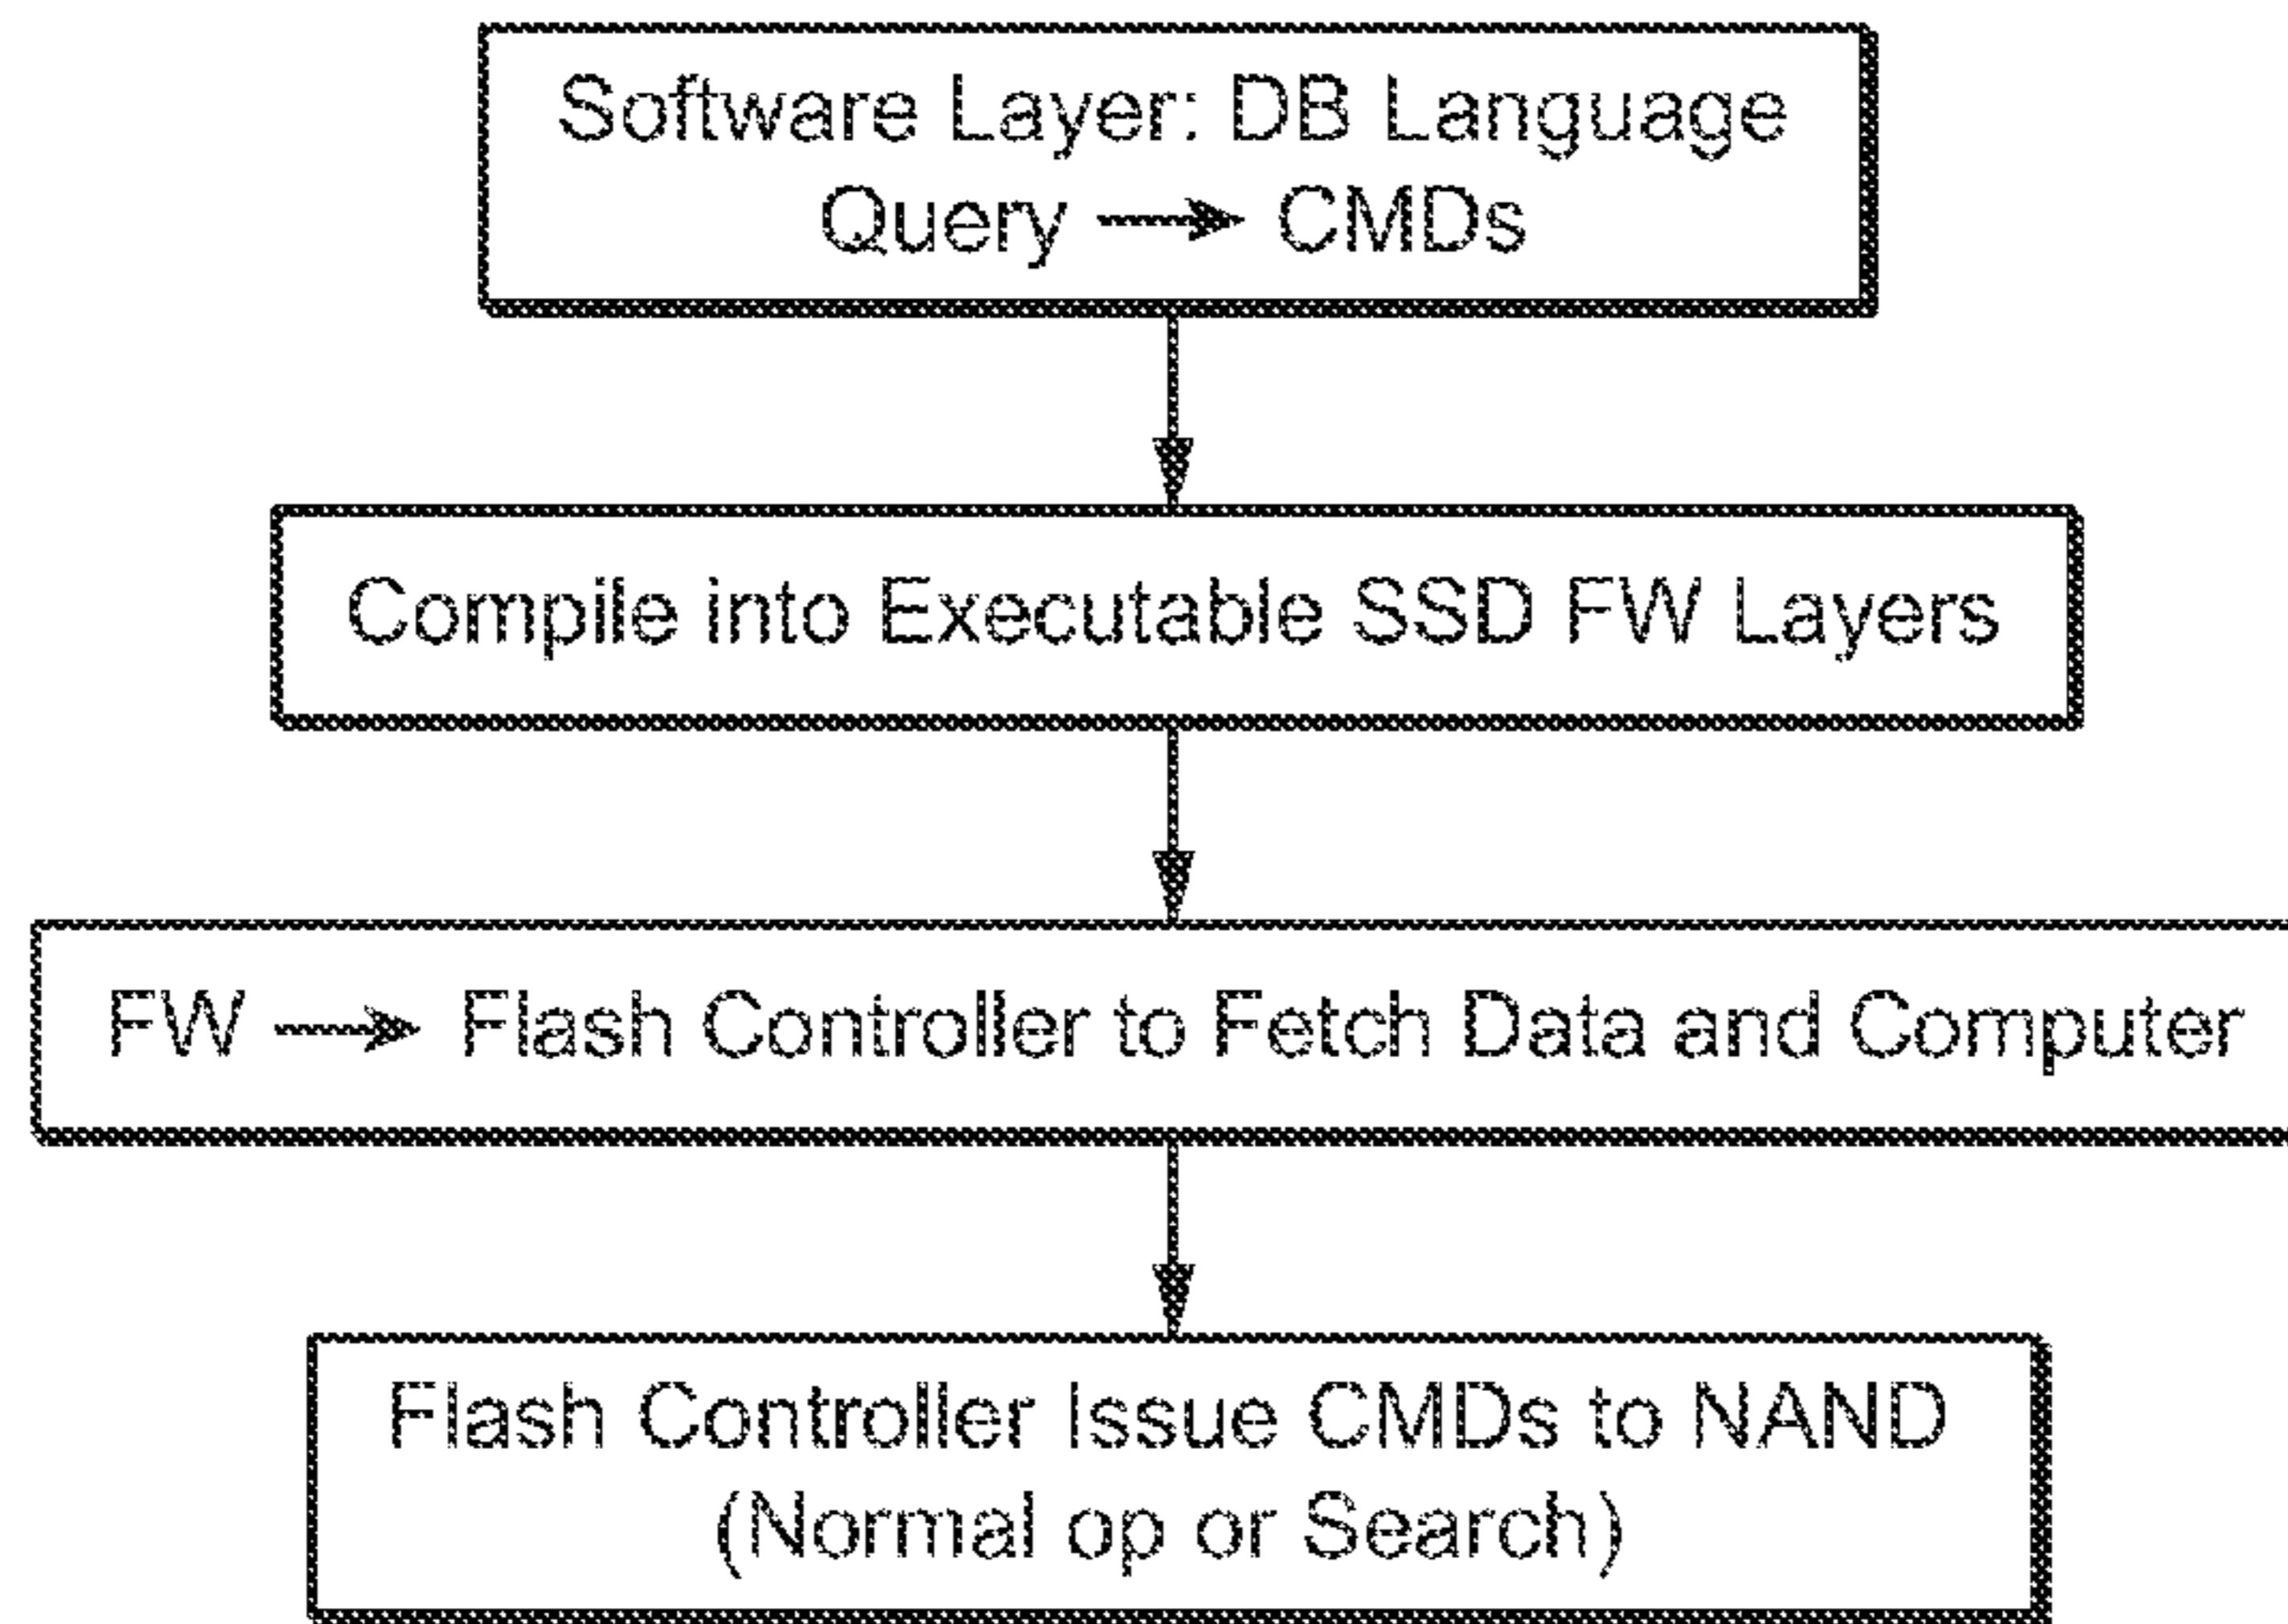 Software Layer: DB Language
Query → CMDs
Compile into Executable SSD FW Layers
FW → Flash Controller to Fetch Data and Computer
Flash Controller Issue CMDs to NAND
(Normal op or Search)